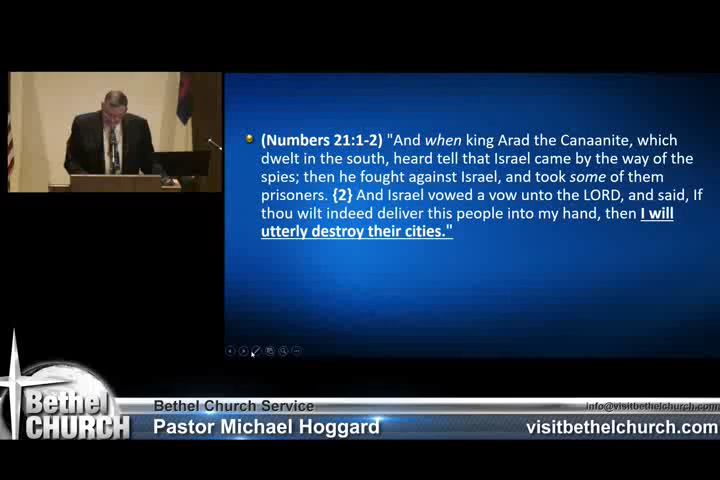 (Numbers 21:1-2) "And when king Arad the Canaanite, which
dwelt in the south, heard tell that Israel came by the way of the
spies; then he fought against Israel, and took some of them
prisoners. {2} And Israel vowed a vow unto the LORD, and said, If
thou wilt indeed deliver this people into my hand, then I will
utterly destroy their cities."
Bethel
CHURCH
Bethel Church Service
info@visitbethelchurch.com
Pastor Michael Hoggard
visitbethelchurch.com